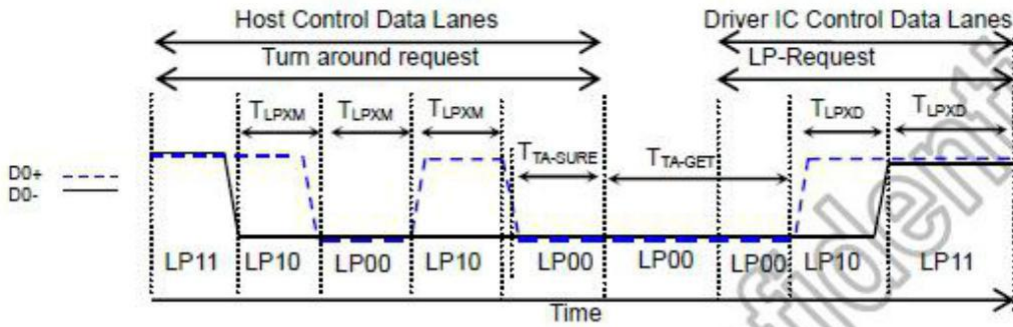 Host Control Data Lanes
Driver IC Control Data Lanes
Turn around request
LP-Request
TLPXM TLPXM TLPXM TLPXD TLPXD
TTA-SURE TTA-GET
D0+
D0-
LP11 LP10 LP00 LP10 LP00 LP00 LP00 LP10 LP11
Time